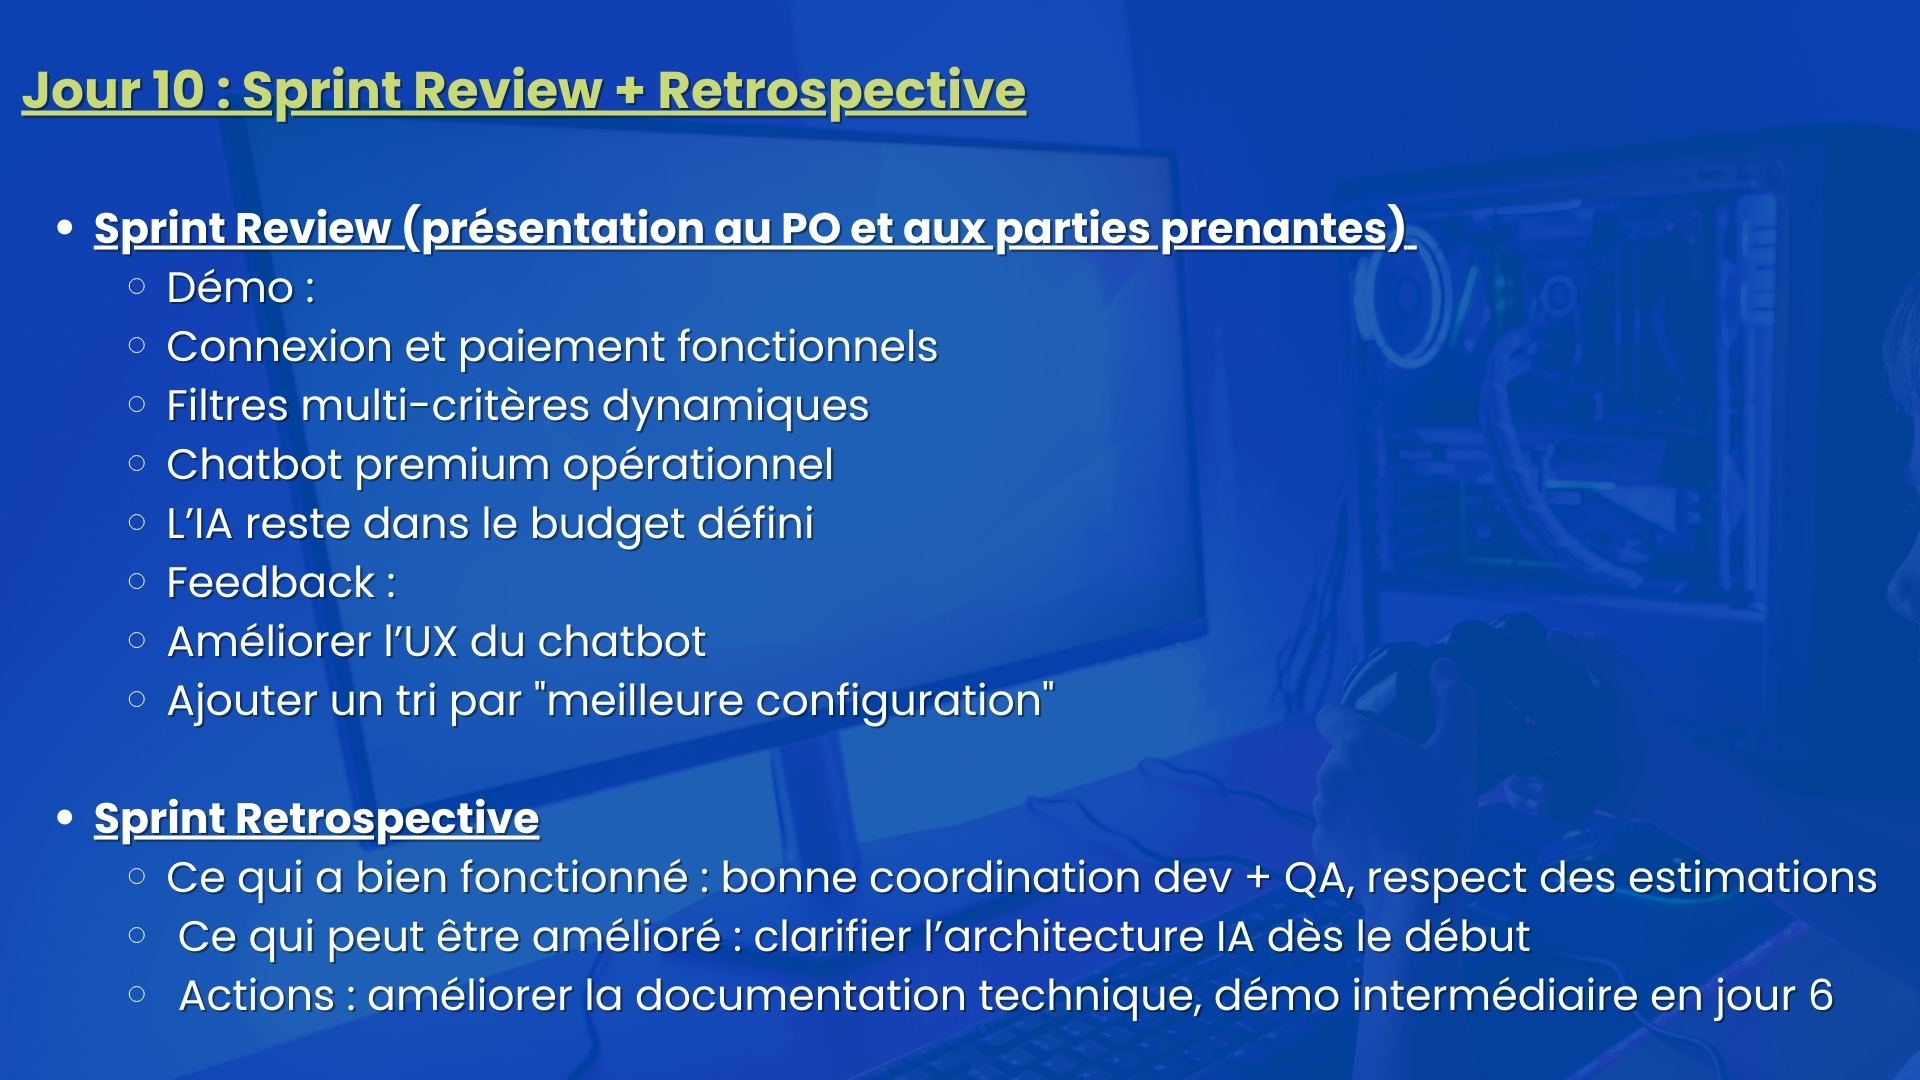 Jour 10 : Sprint Review + Retrospective
• Sprint Review (présentation au PO et aux parties prenantes)
○ Démo :
○ Connexion et paiement fonctionnels
○ Filtres multi-critères dynamiques
○ Chatbot premium opérationnel
○ L’IA reste dans le budget défini
○ Feedback :
○ Améliorer l’UX du chatbot
○ Ajouter un tri par "meilleure configuration"
• Sprint Retrospective
○ Ce qui a bien fonctionné : bonne coordination dev + QA, respect des estimations
○ Ce qui peut être amélioré : clarifier l’architecture IA dès le début
○ Actions : améliorer la documentation technique, démo intermédiaire en jour 6